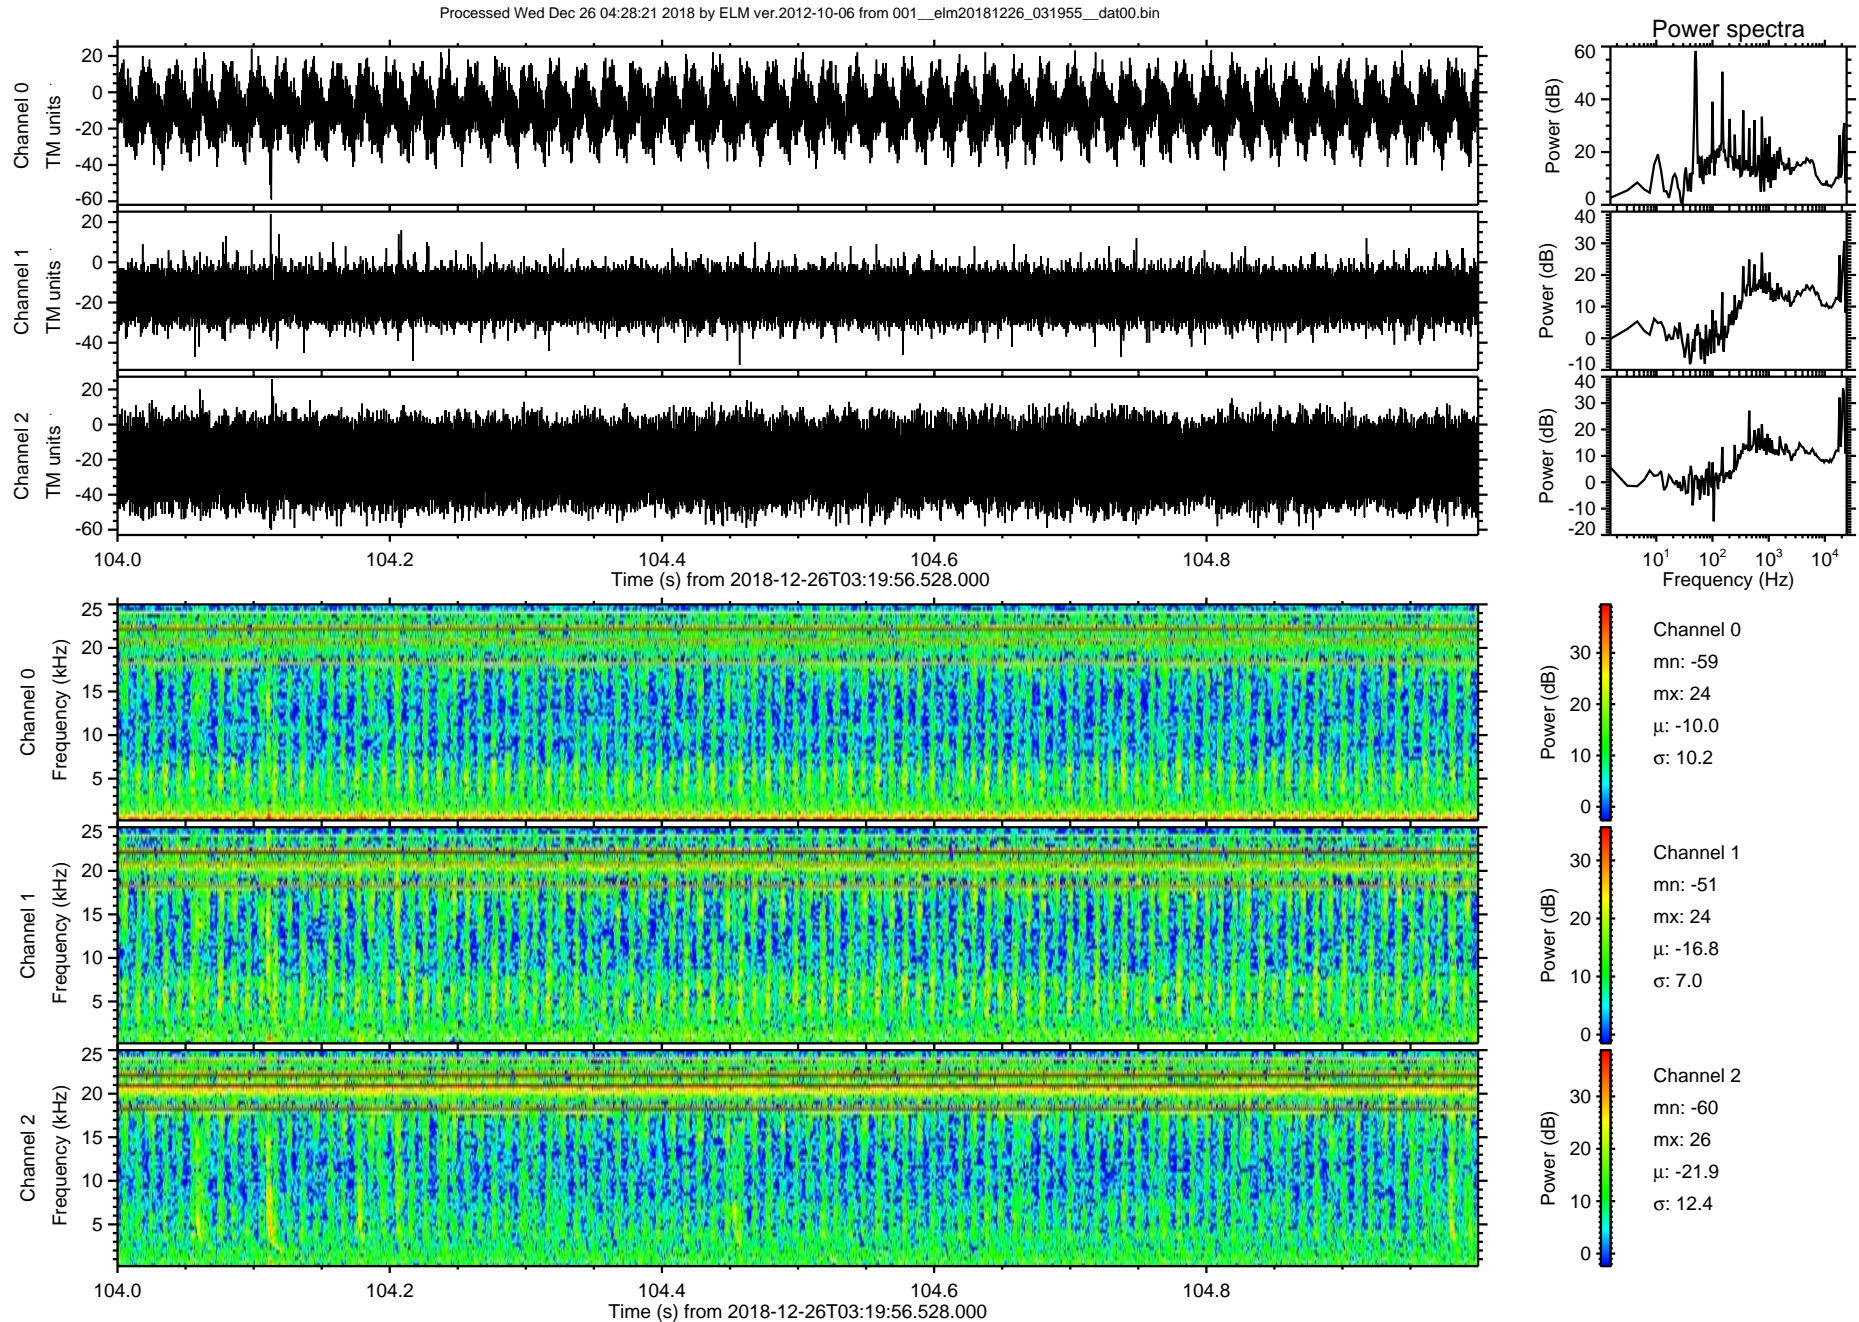 Processed Wed Dec 26 04:28:21 2018 by ELM ver.2012-10-06 from 001__elm20181226_031955__dat00.bin
Power spectra
Channel 0
TM units
20
0
-20
-40
-60
Power (dB)
60
40
20
0
Channel 1
TM units
20
0
-20
-40
Power (dB)
40
30
20
10
0
-10
Channel 2
TM units
20
0
-20
-40
-60
Power (dB)
40
30
20
10
0
-10
-20
104.0 104.2 104.4 104.6 104.8
Time (s) from 2018-12-26T03:19:56.528.000
10^1 10^2 10^3 10^4
Frequency (Hz)
Channel 0
Frequency (kHz)
25
20
15
10
5
Power (dB)
30
20
10
0
Channel 0
mn: -59
mx: 24
μ: -10.0
σ: 10.2
Channel 1
Frequency (kHz)
25
20
15
10
5
Power (dB)
30
20
10
0
Channel 1
mn: -51
mx: 24
μ: -16.8
σ: 7.0
Channel 2
Frequency (kHz)
25
20
15
10
5
Power (dB)
30
20
10
0
Channel 2
mn: -60
mx: 26
μ: -21.9
σ: 12.4
104.0 104.2 104.4 104.6 104.8
Time (s) from 2018-12-26T03:19:56.528.000